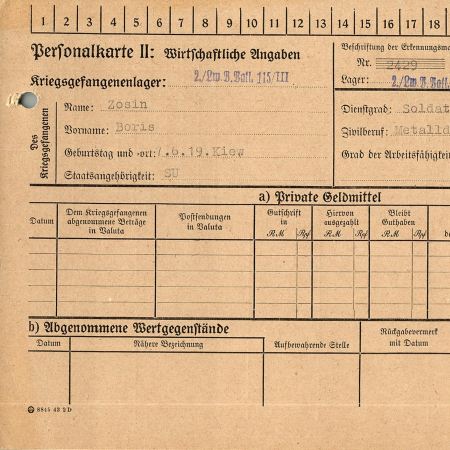 1 2 3 4 5 6 7 8 9 10 11 12 13 14 15 16 17 18
Personalkarte II: Wirtschaftliche Angaben
Kriegsgefangenenlager: 2./Lw.B.Batl. 115/III
Beschriftung der Erkennungsma
Nr. 2429
Lager: 2./Lw.B.Batl.
Des Kriegsgefangenen
Name: Zosin
Vorname: Boris
Geburtstag und -ort: 7.6.19.Kiew
Staatsangehörigkeit: SU
Dienstgrad: Soldat
Zivilberuf: Metalld
Grad der Arbeitsfähigkeit
a) Private Geldmittel
Datum
Dem Kriegsgefangenen
abgenommene Beträge
in Valuta
Postsendungen
in Valuta
Gutschrift
in
RM Rpf
Hiervon
ausgezahlt
RM Rpf
Bleibt
Guthaben
RM Rpf
b) Abgenommene Wertgegenstände
Datum
Nähere Bezeichnung
Aufbewahrende Stelle
Rückgabevermerk
mit Datum
8815 43 2 D